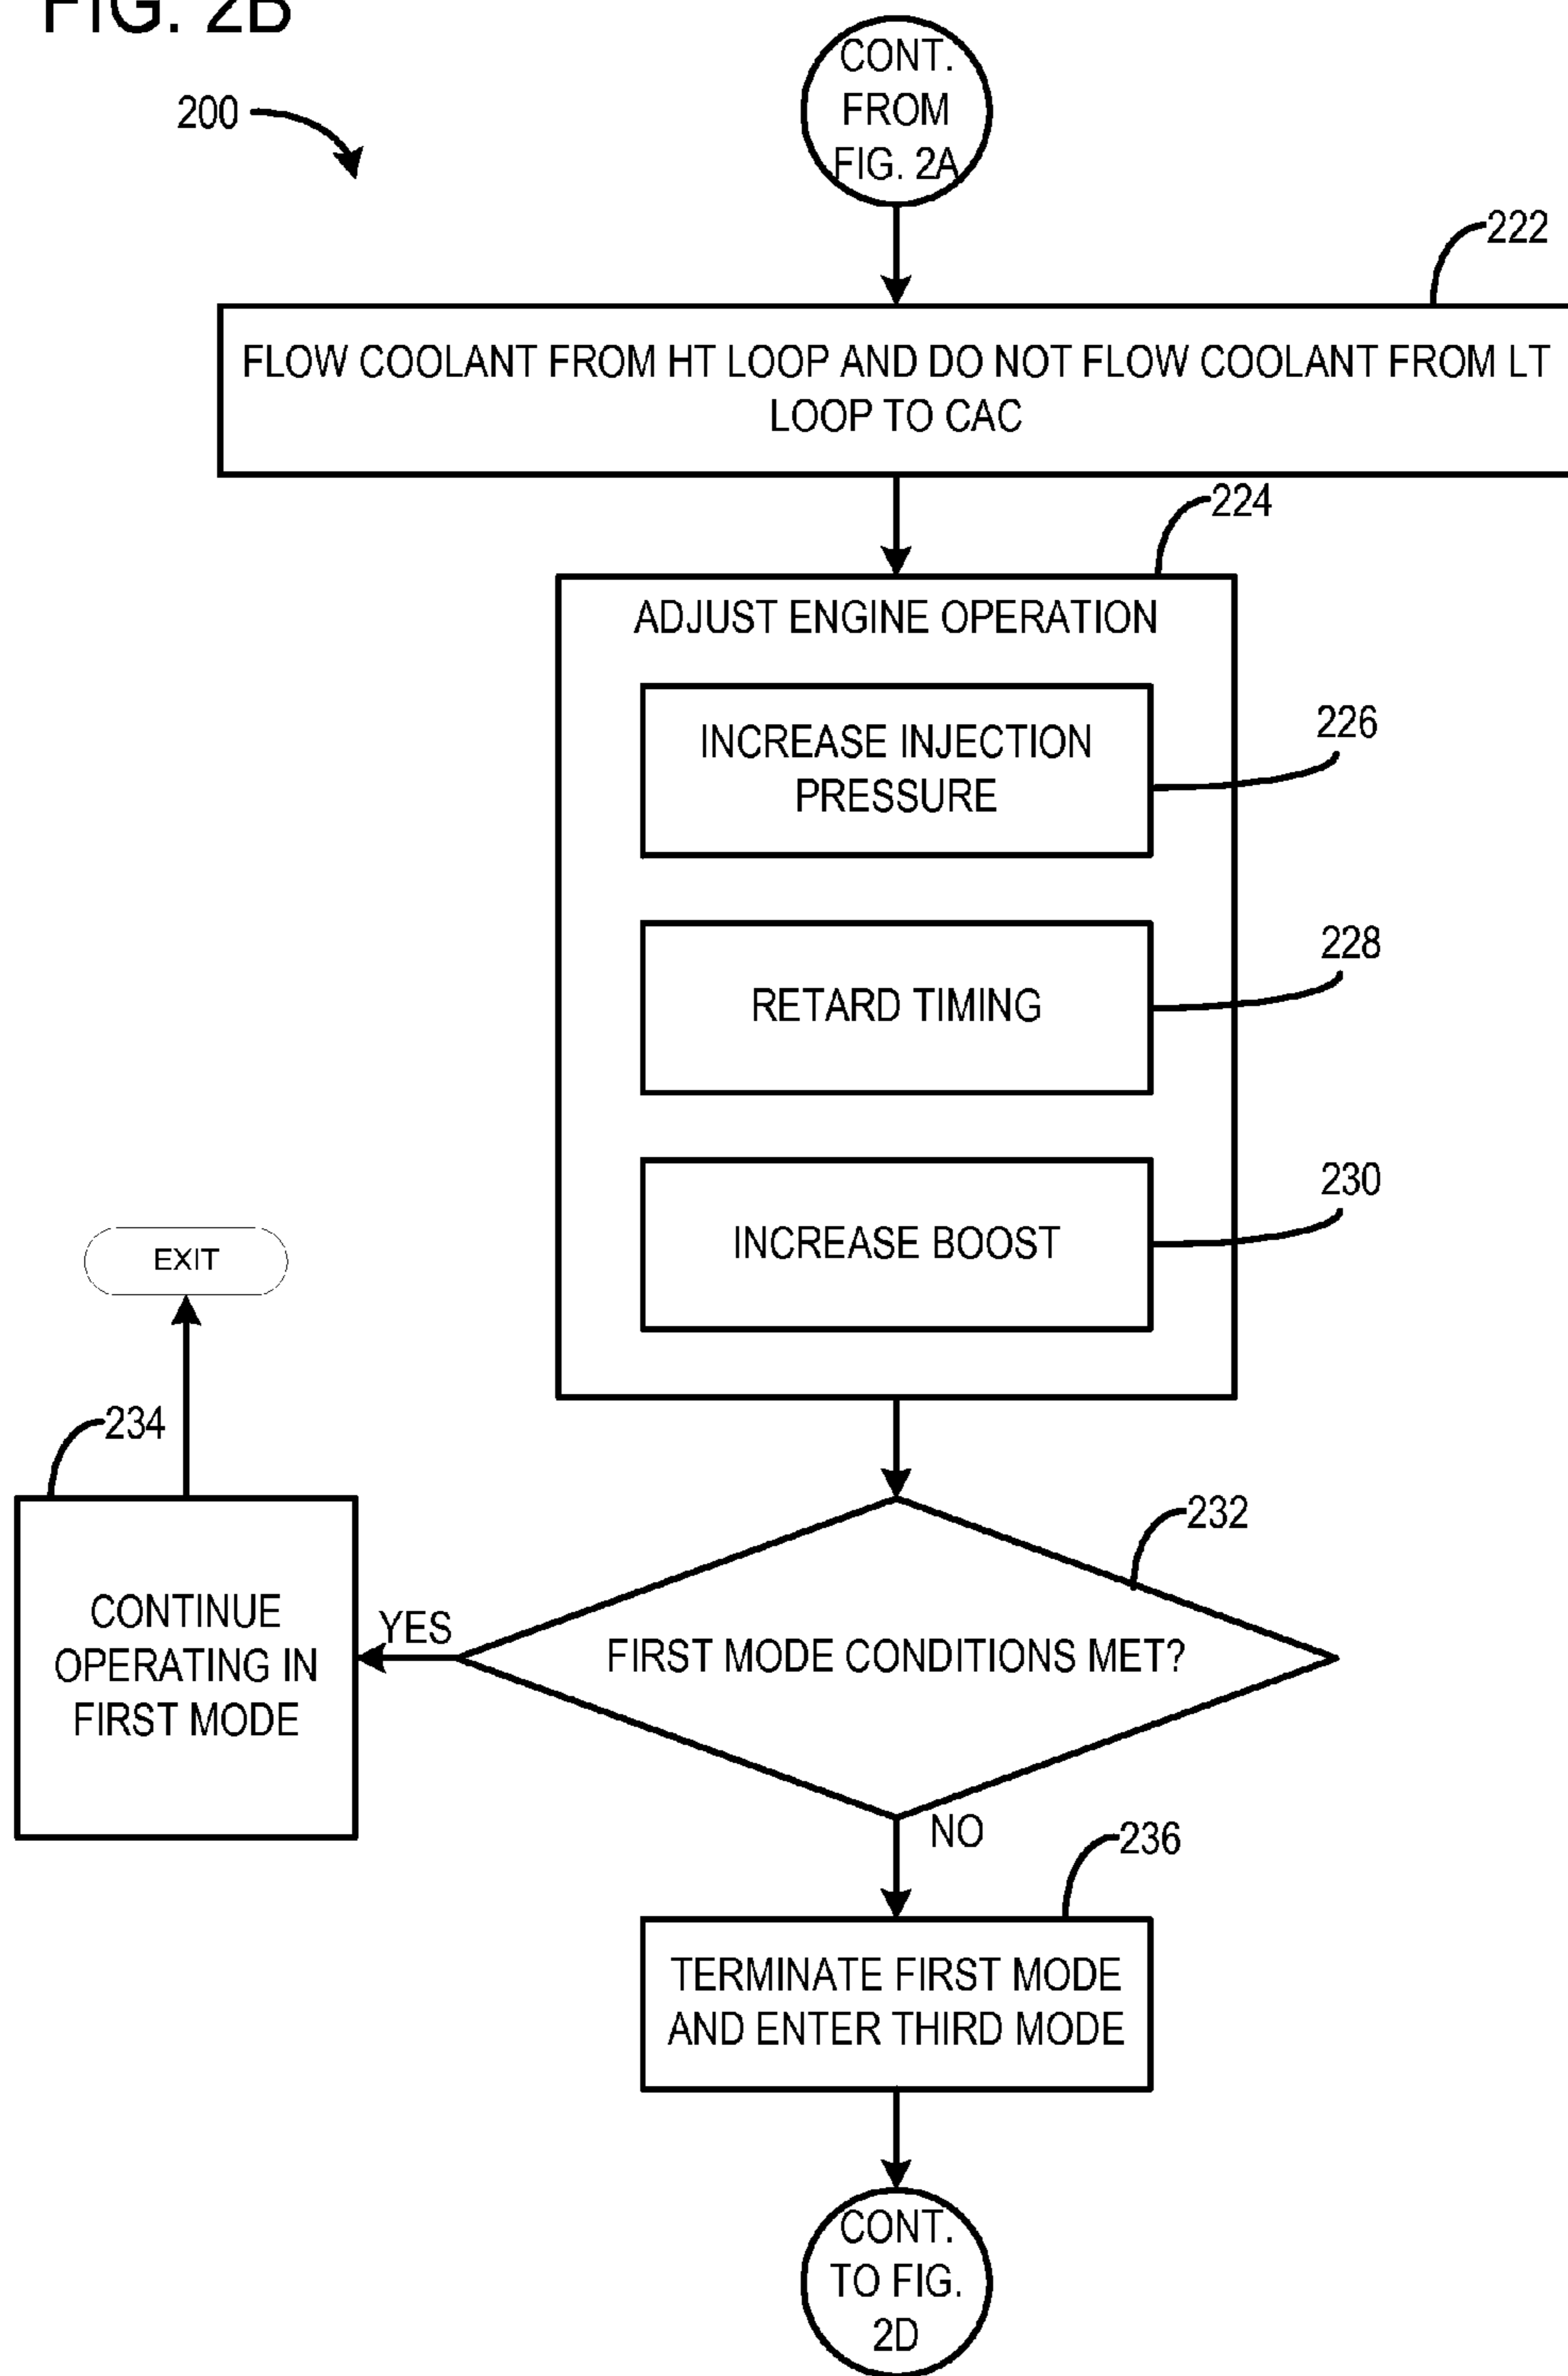 FIG. 2B
200
CONT.
FROM
FIG. 2A
222
FLOW COOLANT FROM HT LOOP AND DO NOT FLOW COOLANT FROM LT
LOOP TO CAC
224
ADJUST ENGINE OPERATION
INCREASE INJECTION
PRESSURE
226
RETARD TIMING
228
INCREASE BOOST
230
EXIT
234
CONTINUE
OPERATING IN
FIRST MODE
YES
232
FIRST MODE CONDITIONS MET?
NO
236
TERMINATE FIRST MODE
AND ENTER THIRD MODE
CONT.
TO FIG.
2D